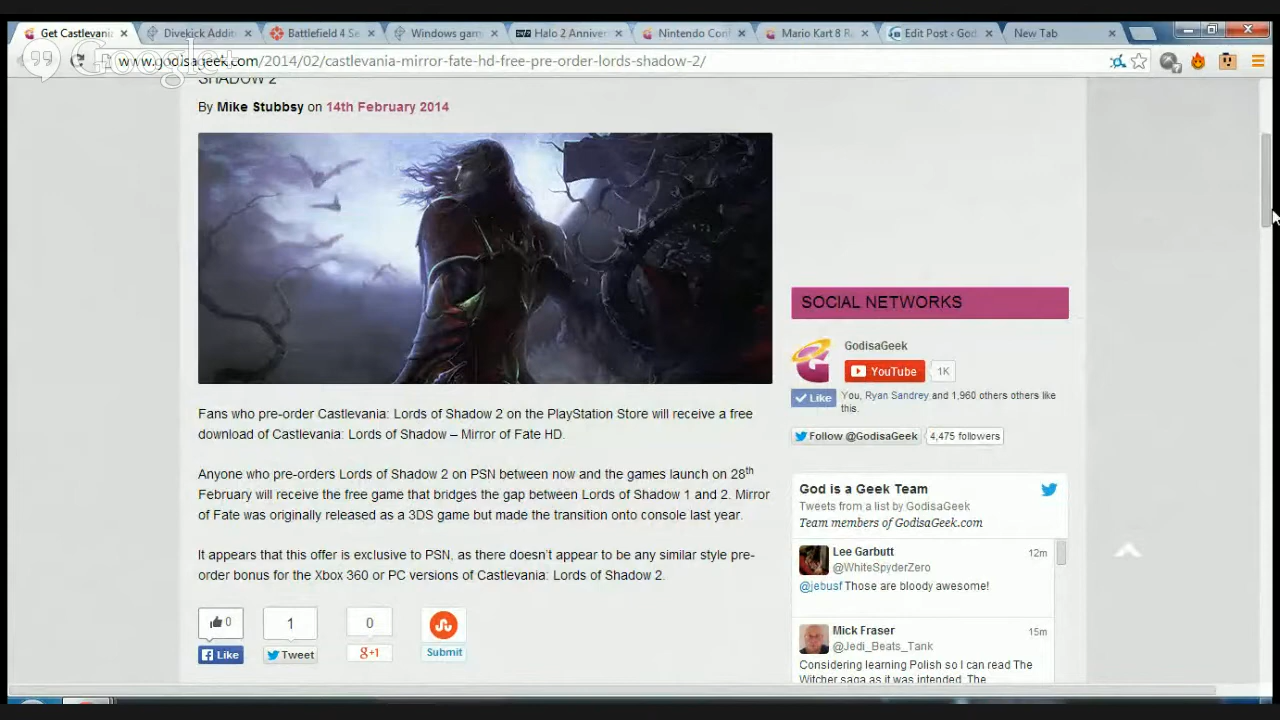 Get Castlevania
Divekick Addit
Battlefield 4 Se
Windows gam
Halo 2 Anniver
Nintendo Conf
Mario Kart 8 R
Edit Post ‹ God
New Tab
Google+
www.godisageek.com/2014/02/castlevania-mirror-fate-hd-free-pre-order-lords-shadow-2/
SHADOW 2
By Mike Stubbsy on 14th February 2014
Fans who pre-order Castlevania: Lords of Shadow 2 on the PlayStation Store will receive a free
download of Castlevania: Lords of Shadow – Mirror of Fate HD.
Anyone who pre-orders Lords of Shadow 2 on PSN between now and the games launch on 28th
February will receive the free game that bridges the gap between Lords of Shadow 1 and 2. Mirror
of Fate was originally released as a 3DS game but made the transition onto console last year.
It appears that this offer is exclusive to PSN, as there doesn't appear to be any similar style pre-
order bonus for the Xbox 360 or PC versions of Castlevania: Lords of Shadow 2.
0
1
0
Like
Tweet
g+1
Submit
SOCIAL NETWORKS
GodisaGeek
YouTube 1K
Like You, Ryan Sandrey and 1,960 others others like
this.
Follow @GodisaGeek 4,475 followers
God is a Geek Team
Tweets from a list by GodisaGeek
Team members of GodisaGeek.com
Lee Garbutt 12m
@WhiteSpyderZero
@jebusf Those are bloody awesome!
Mick Fraser 15m
@Jedi_Beats_Tank
Considering learning Polish so I can read The
Witcher saga as it was intended. The